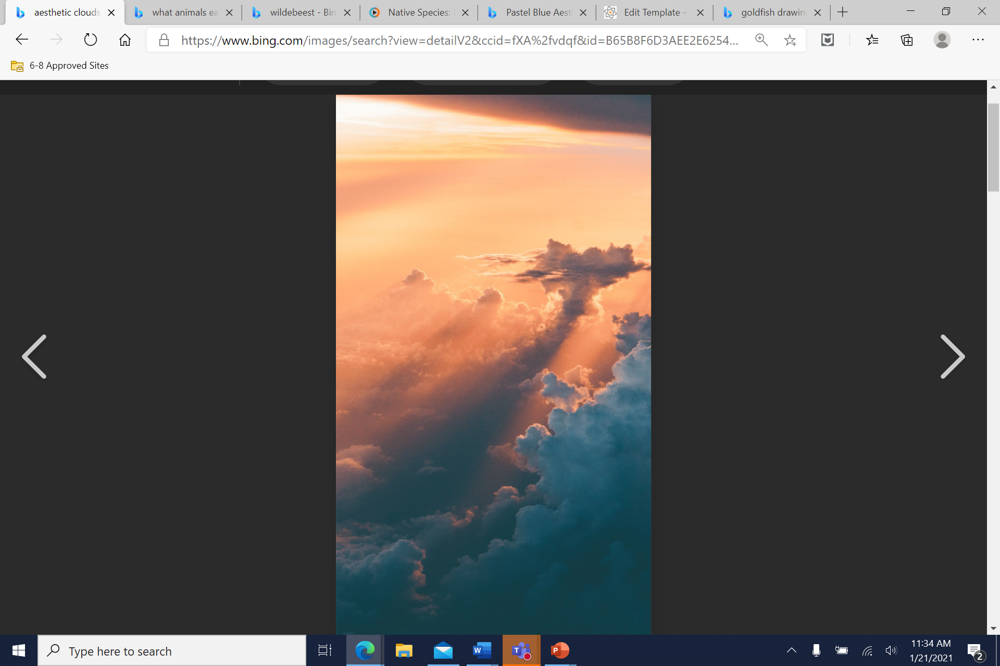 aesthetic clouds
what animals ea
wildebeest - Bin
Native Species:
Pastel Blue Aest
Edit Template -
goldfish drawing
https://www.bing.com/images/search?view=detailV2&ccid=fXA%2fvdqf&id=B65B8F6D3AEE2E6254...
6-8 Approved Sites
Type here to search
W
T
P
11:34 AM
1/21/2021
2